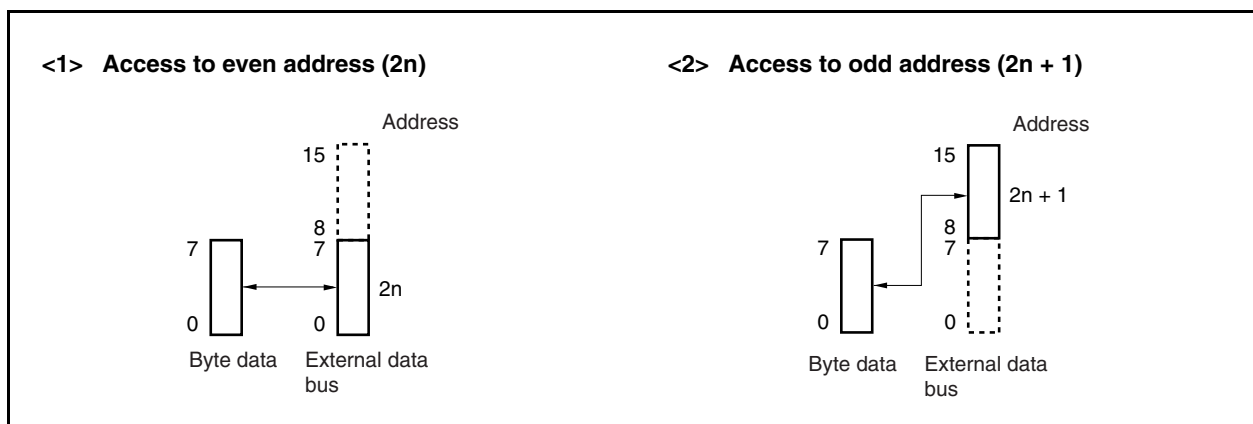 <1> Access to even address (2n)
Address
15
8
7
7
2n
0
0
Byte data
External data
bus
<2> Access to odd address (2n + 1)
Address
15
2n + 1
8
7
7
0
0
Byte data
External data
bus